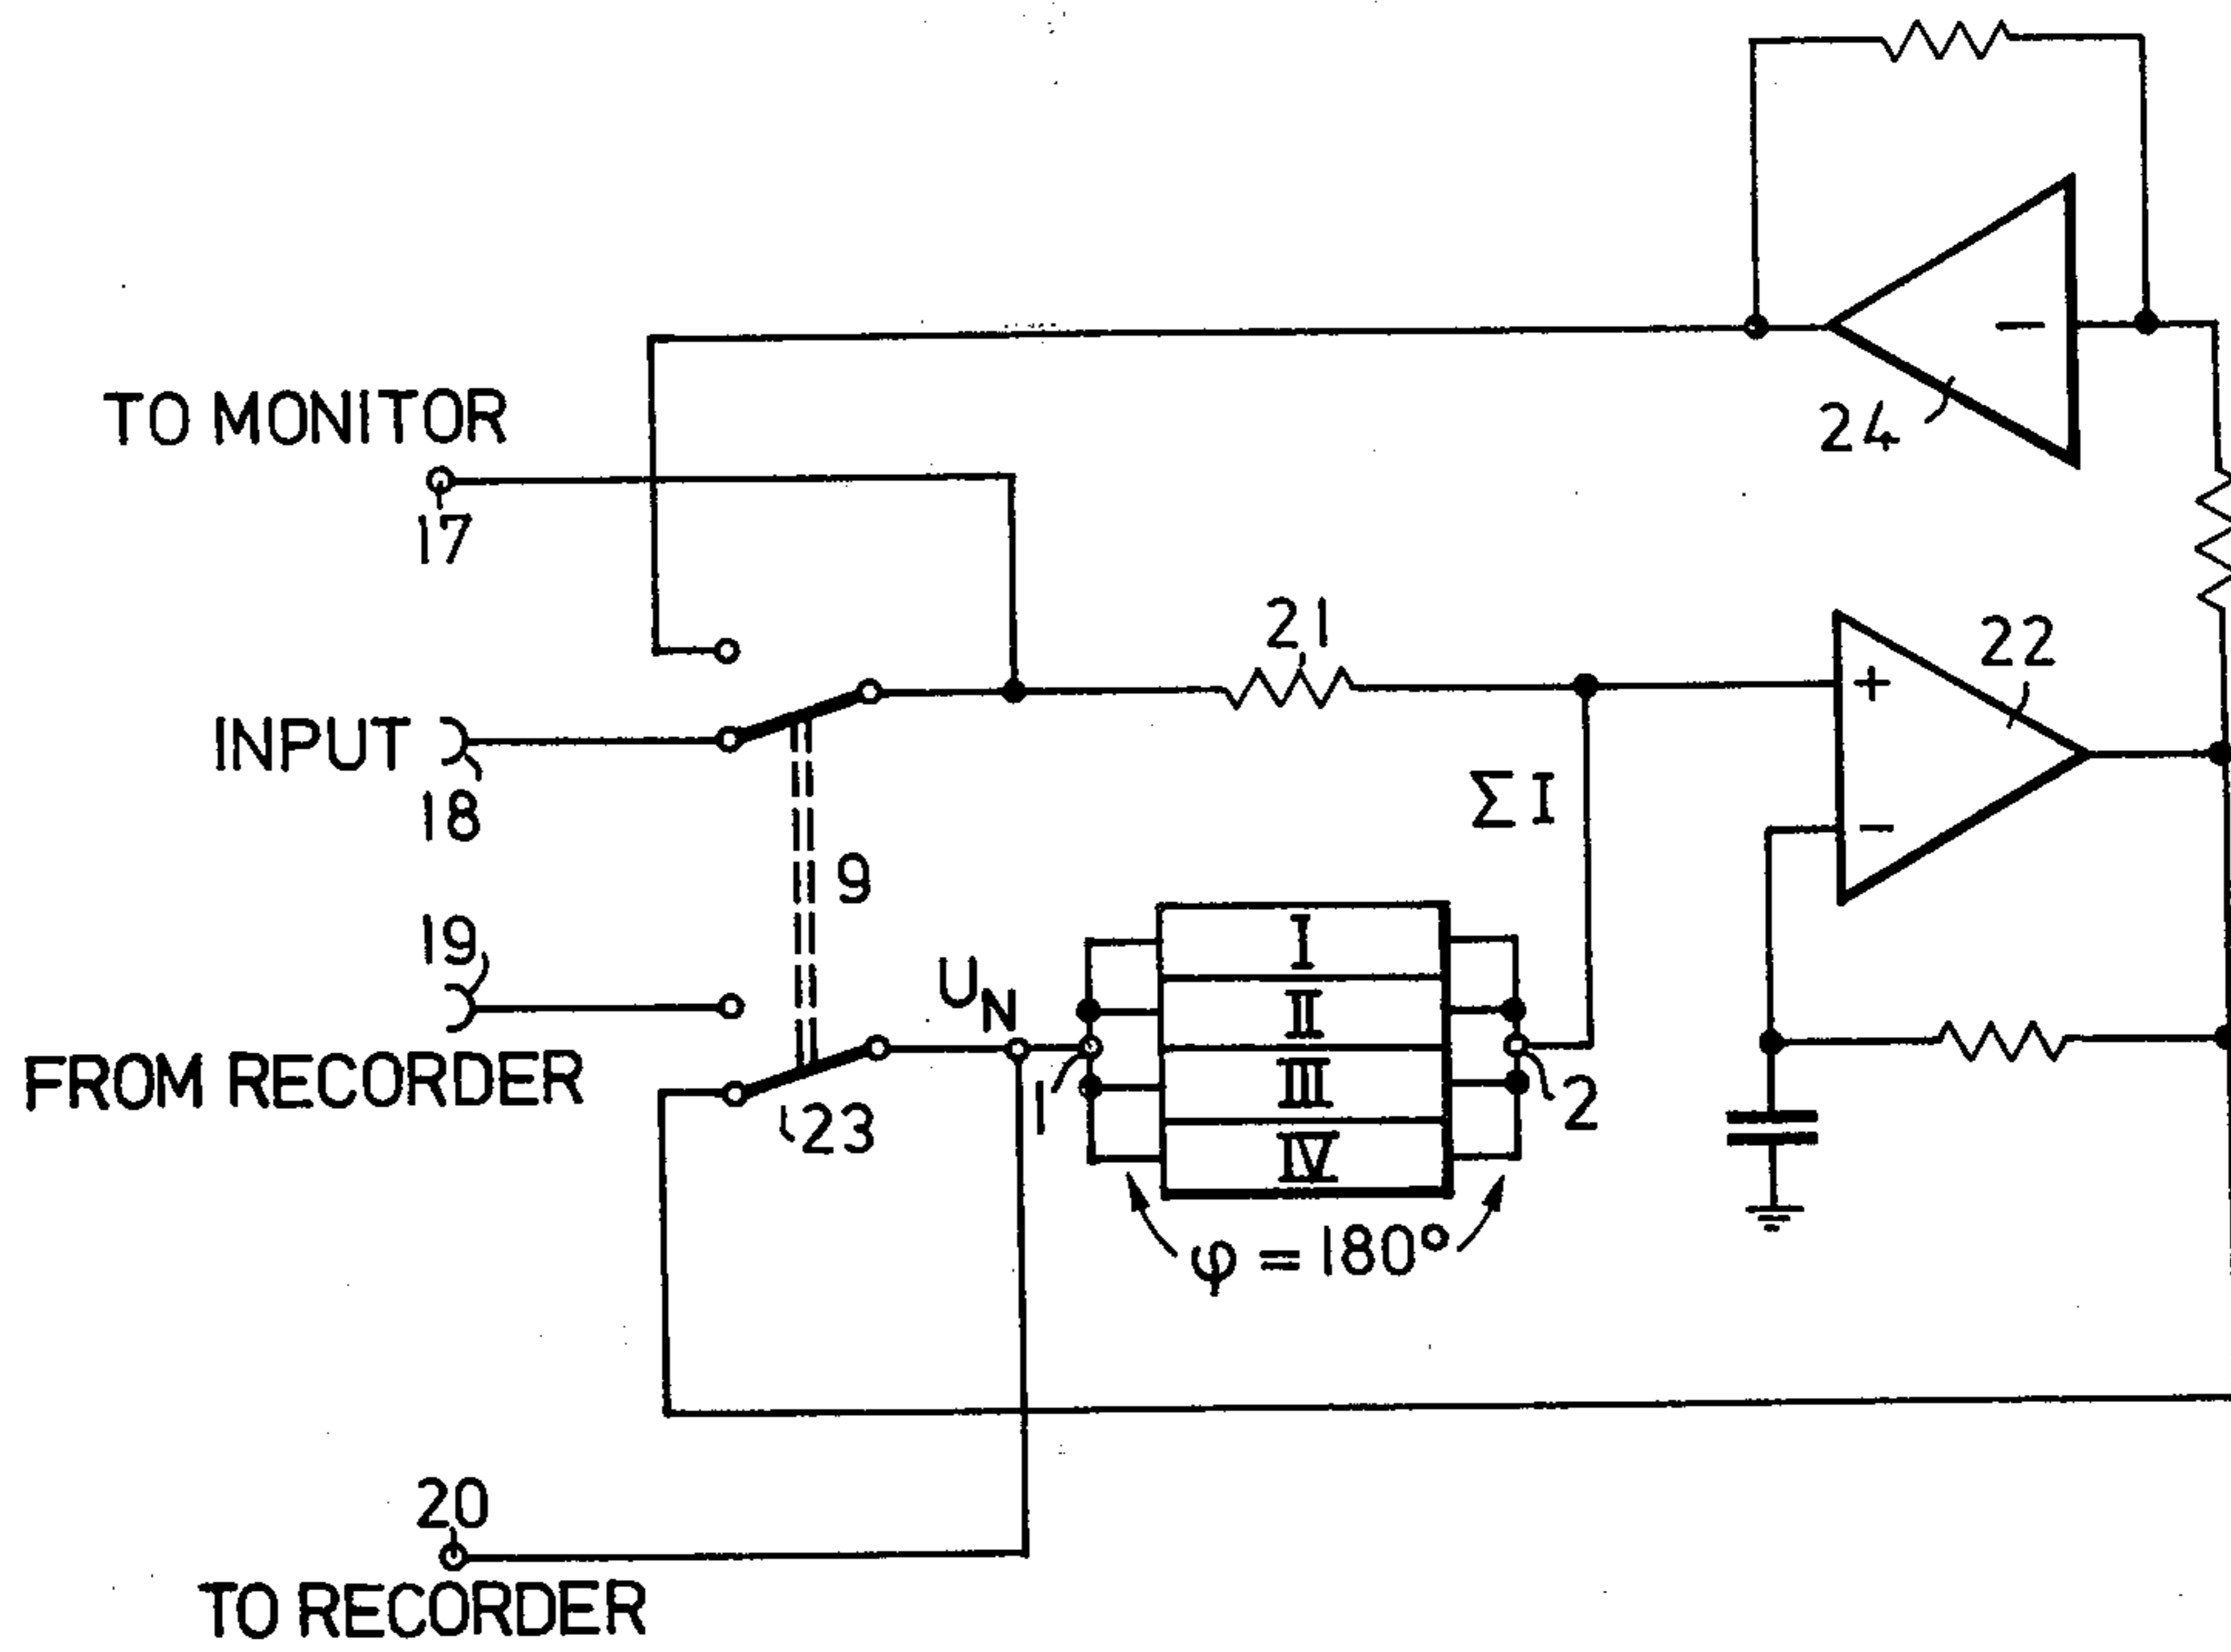 24
TO MONITOR
17
21
22
+
−
INPUT
18
ΣI
9
−
19
U_N
I
II
III
IV
FROM RECORDER
23
1
2
φ = 180°
20
TO RECORDER